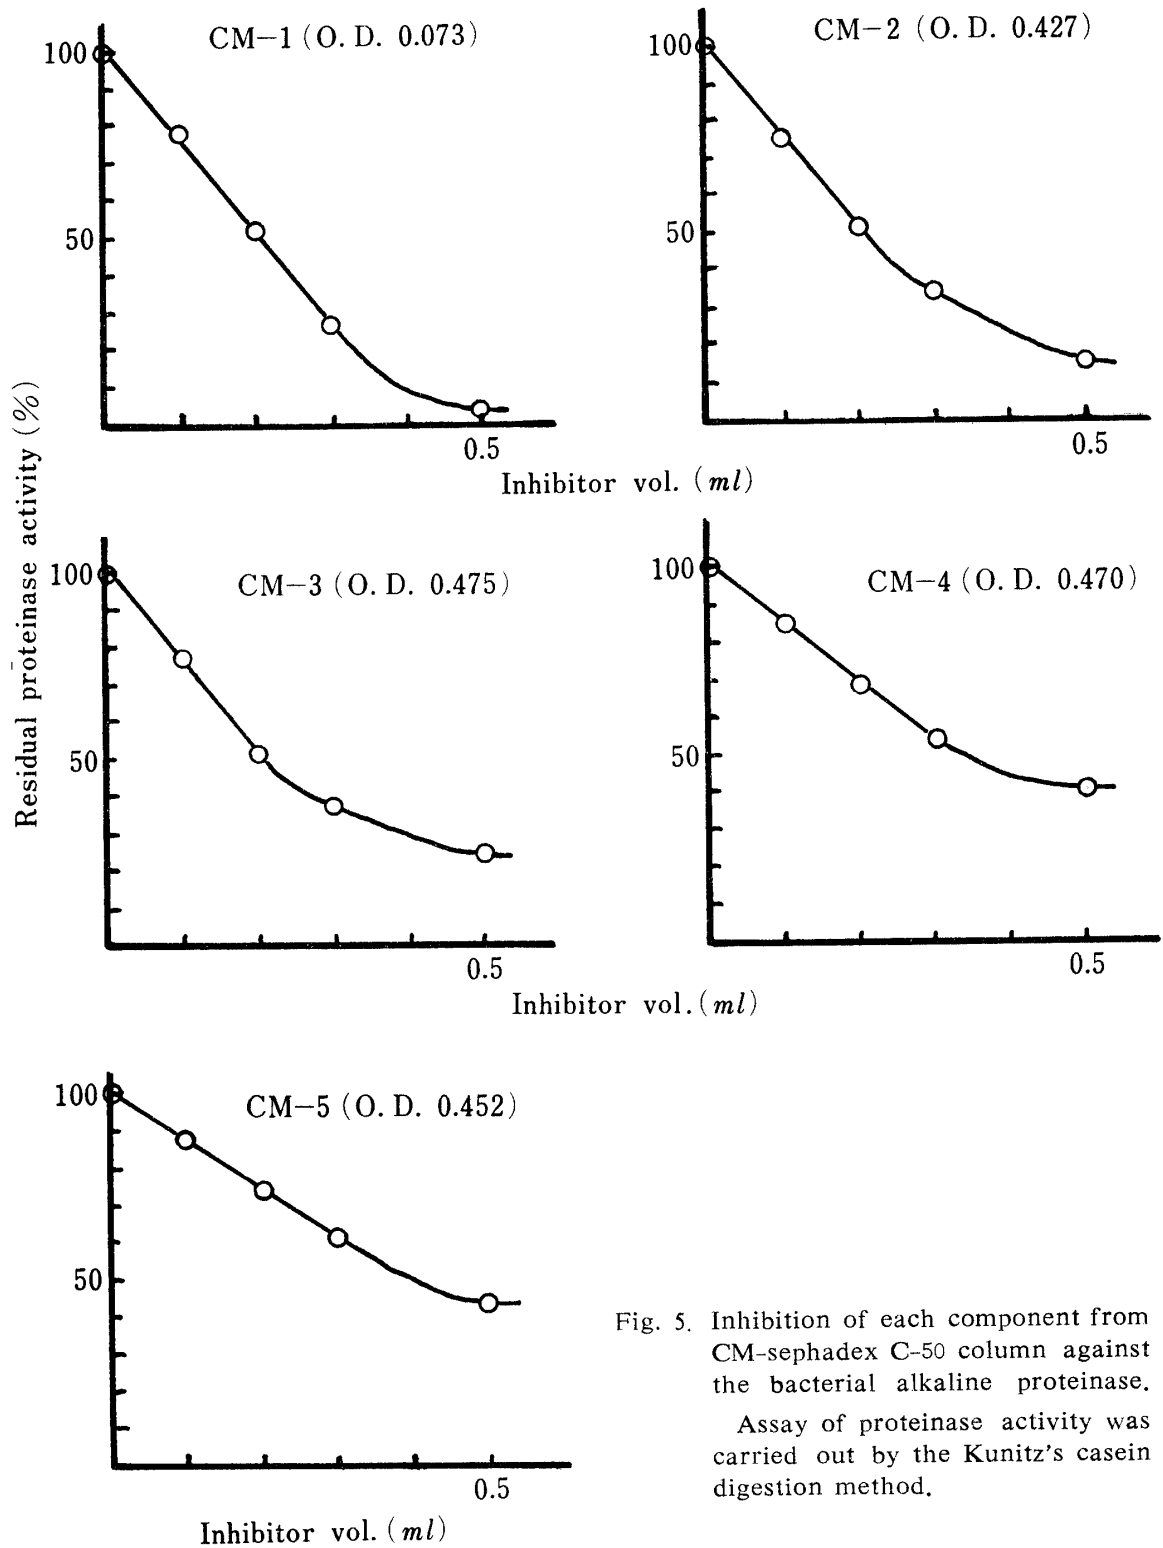 CM−1 (O. D. 0.073)
100
50
0.5
CM−2 (O. D. 0.427)
100
50
0.5
Residual proteinase activity (%)
Inhibitor vol. (ml)
CM−3 (O. D. 0.475)
100
50
0.5
CM−4 (O. D. 0.470)
100
50
0.5
Inhibitor vol. (ml)
CM−5 (O. D. 0.452)
100
50
0.5
Inhibitor vol. (ml)
Fig. 5. Inhibition of each component from
CM-sephadex C-50 column against
the bacterial alkaline proteinase.
Assay of proteinase activity was
carried out by the Kunitz's casein
digestion method.